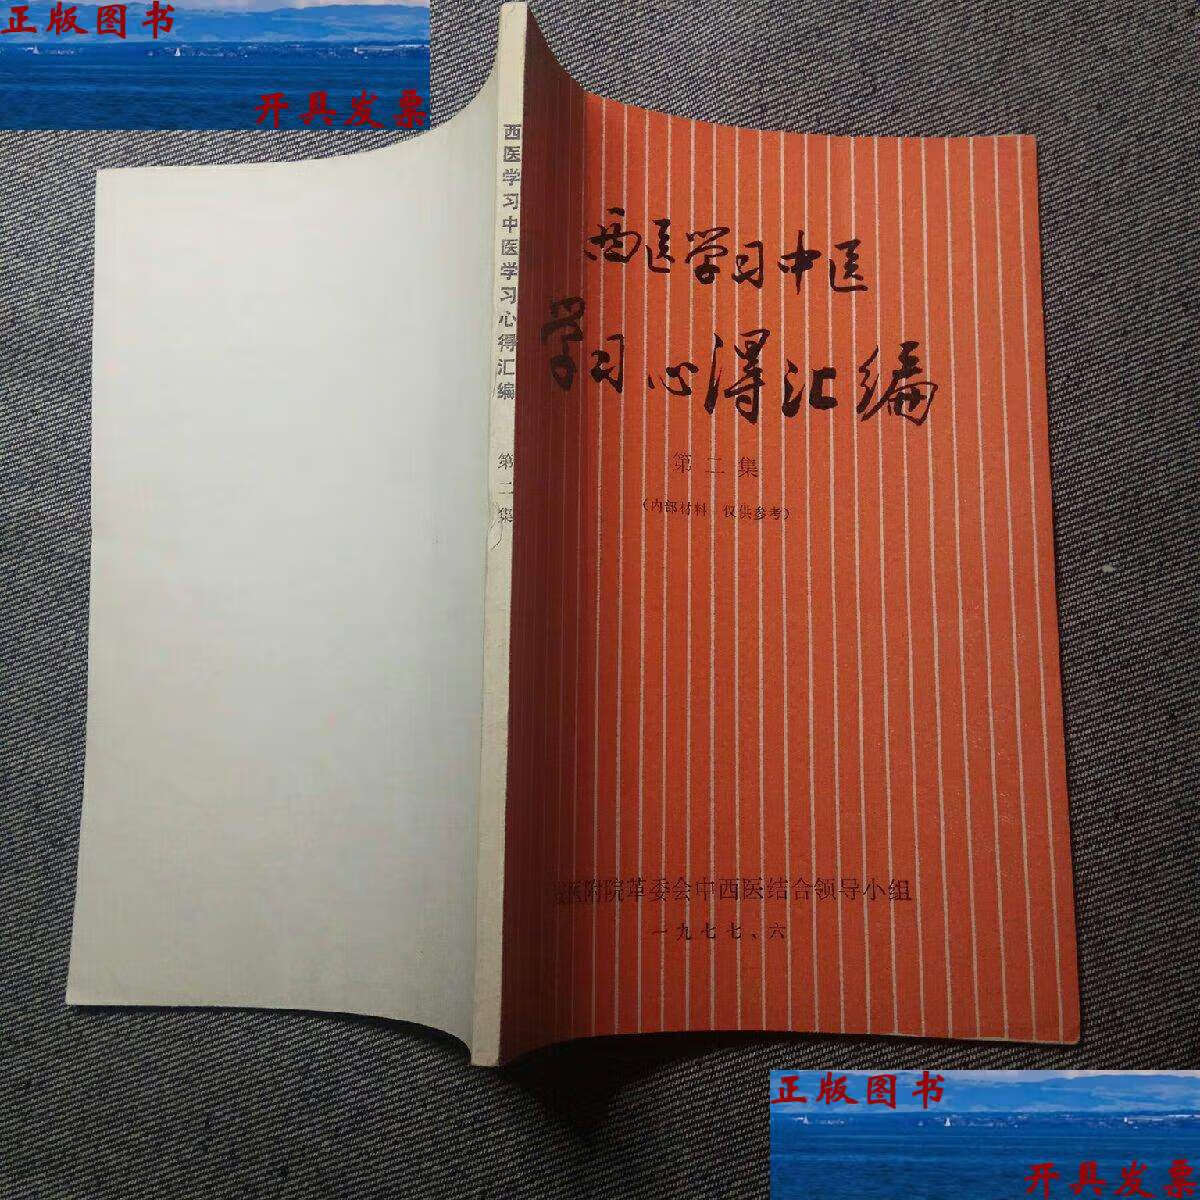 正版图书
开具发票
西医学习中医学习心得汇编 第二集
西医学习中医
学习心得汇编
第二集
(内部材料 仅供参考)
医附院革委会中西医结合领导小组
一九七七、六
正版图书
开具发票